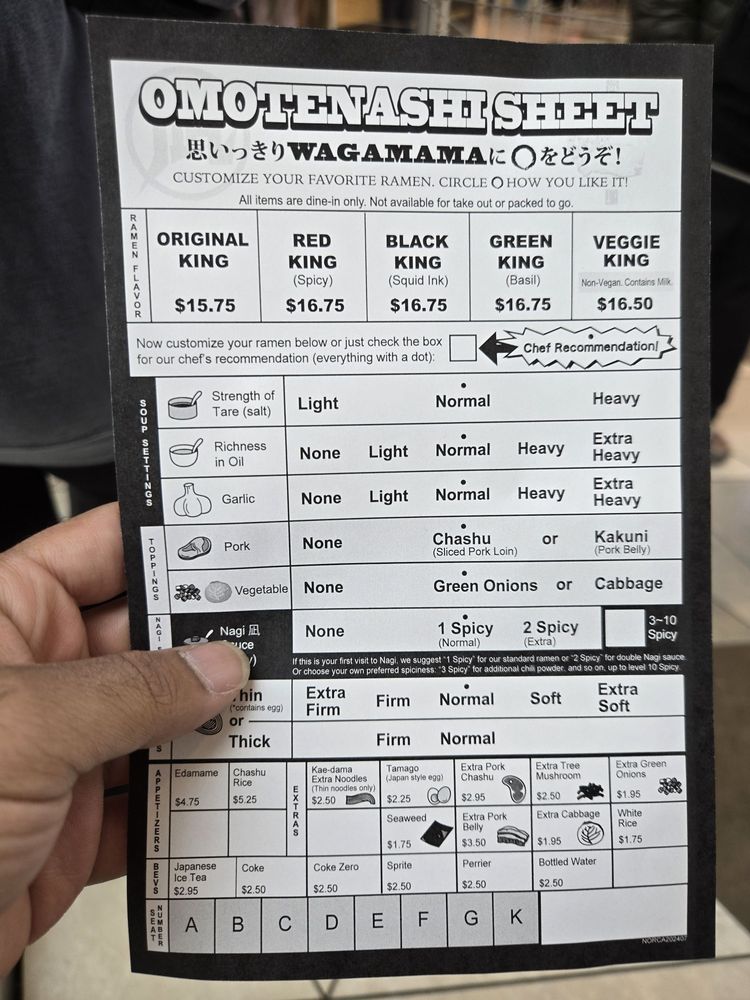 OMOTENASHI SHEET
思いっきりWAGAMAMAに〇をどうぞ!
CUSTOMIZE YOUR FAVORITE RAMEN. CIRCLE O HOW YOU LIKE IT!
All items are dine-in only. Not available for take out or packed to go.
RAMEN FLAVOR
ORIGINAL KING
$15.75
RED KING
(Spicy)
$16.75
BLACK KING
(Squid Ink)
$16.75
GREEN KING
(Basil)
$16.75
VEGGIE KING
Non-Vegan. Contains Milk.
$16.50
Now customize your ramen below or just check the box
for our chef's recommendation (everything with a dot):
Chef Recommendation!
SOUP SETTINGS
Strength of
Tare (salt)
Light Normal Heavy
Richness
in Oil
None Light Normal Heavy Extra Heavy
Garlic
None Light Normal Heavy Extra Heavy
TOPPINGS
Pork
None Chashu (Sliced Pork Loin) or Kakuni (Pork Belly)
Vegetable
None Green Onions or Cabbage
NAGI
Nagi 凪
None 1 Spicy (Normal) 2 Spicy (Extra) 3~10 Spicy
If this is your first visit to Nagi, we suggest "1 Spicy" for our standard ramen or "2 Spicy" for double Nagi sauce.
Or choose your own preferred spiciness: "3 Spicy" for additional chili powder, and so on, up to level 10 Spicy.
(*contains egg)
or
Thick
Extra Firm Firm Normal Soft Extra Soft
Firm Normal
APPETIZERS
Edamame
$4.75
Chashu
Rice
$5.25
EXTRAS
Kae-dama
Extra Noodles
(Thin noodles only)
$2.50
Tamago
(Japan style egg)
$2.25
Extra Pork
Chashu
$2.95
Extra Tree
Mushroom
$2.50
Extra Green
Onions
$1.95
Seaweed
$1.75
Extra Pork
Belly
$3.50
Extra Cabbage
$1.95
White
Rice
$1.75
BEVS
Japanese
Ice Tea
$2.95
Coke
$2.50
Coke Zero
$2.50
Sprite
$2.50
Perrier
$2.50
Bottled Water
$2.50
SEAT NUMBER
A B C D E F G K
NORCA202407